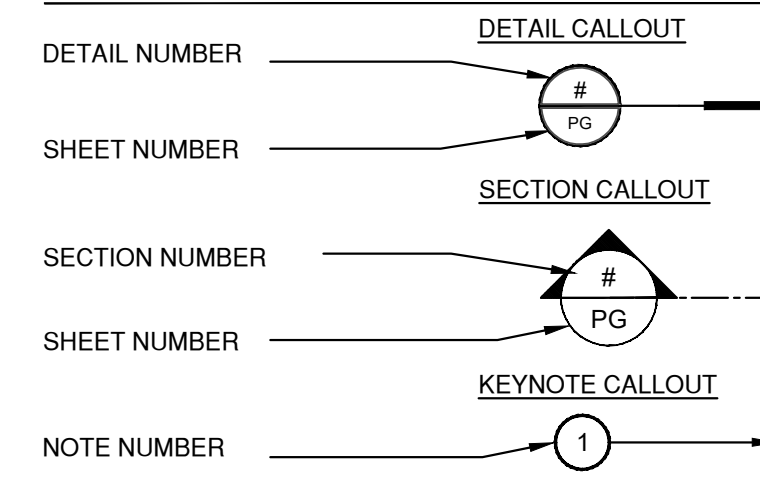 DETAIL CALLOUT
DETAIL NUMBER
#
PG
SHEET NUMBER
SECTION CALLOUT
SECTION NUMBER
#
PG
SHEET NUMBER
KEYNOTE CALLOUT
NOTE NUMBER
1